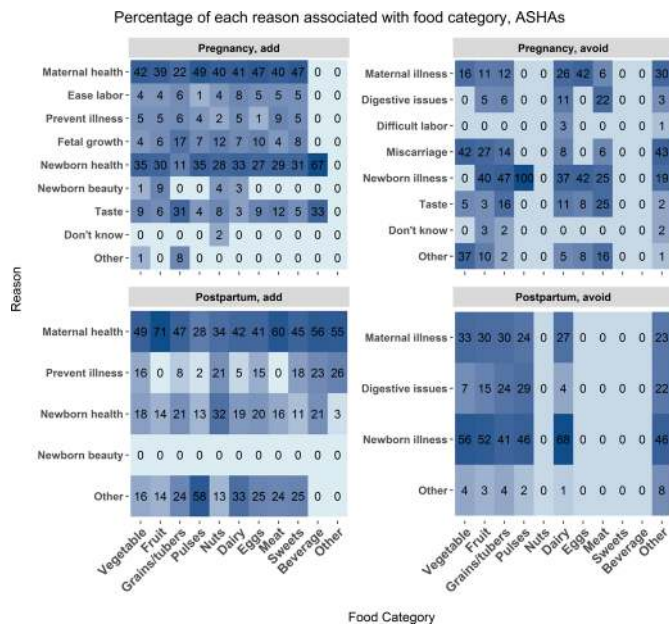 Percentage of each reason associated with food category, ASHAs
Pregnancy, add
Maternal health 42 39 22 49 40 41 47 40 47 0 0
Ease labor 4 4 6 1 4 8 5 5 5 0 0
Prevent illness 5 5 6 4 2 5 1 9 5 0 0
Fetal growth 4 6 17 7 12 7 10 4 8 0 0
Newborn health 35 30 11 35 28 33 27 29 31 67 0
Newborn beauty 1 9 0 0 4 3 0 0 0 0 0
Taste 9 6 31 4 8 3 9 12 5 33 0
Don't know 0 0 0 0 2 0 0 0 0 0 0
Other 1 0 8 0 0 0 0 0 0 0 0
Pregnancy, avoid
Maternal illness 16 11 12 0 0 26 42 6 0 0 30
Digestive issues 0 5 6 0 0 11 0 22 0 0 3
Difficult labor 0 0 0 0 0 3 0 0 0 0 1
Miscarriage 42 27 14 0 0 8 0 6 0 0 43
Newborn illness 0 40 47 100 0 37 42 25 0 0 19
Taste 5 3 16 0 0 11 8 25 0 0 2
Don't know 0 3 2 0 0 0 0 0 0 0 2
Other 37 10 2 0 0 5 8 16 0 0 1
Reason
Postpartum, add
Maternal health 49 71 47 28 34 42 41 60 45 56 55
Prevent illness 16 0 8 2 21 5 15 0 18 23 26
Newborn health 18 14 21 13 32 19 20 16 11 21 3
Newborn beauty 0 0 0 0 0 0 0 0 0 0 0
Other 16 14 24 58 13 33 25 24 25 0 0
Vegetable Fruit Grains/tubers Pulses Nuts Dairy Eggs Meat Sweets Beverage Other
Postpartum, avoid
Maternal illness 33 30 30 24 0 27 0 0 0 0 23
Digestive issues 7 15 24 29 0 4 0 0 0 0 22
Newborn illness 56 52 41 46 0 68 0 0 0 0 46
Other 4 3 4 2 0 1 0 0 0 0 8
Vegetable Fruit Grains/tubers Pulses Nuts Dairy Eggs Meat Sweets Beverage Other
Food Category